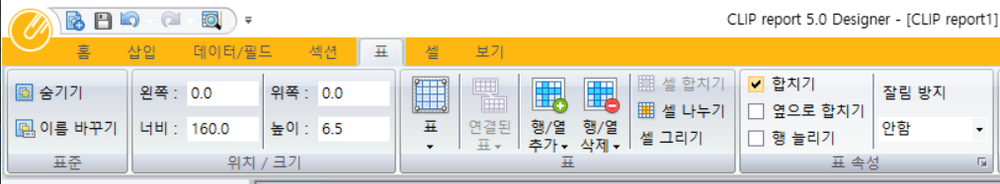 CLIP report 5.0 Designer - [CLIP report1]
홈 삽입 데이터/필드 섹션 표 셀 보기
숨기기
이름 바꾸기
표준
왼쪽 : 0.0 위쪽 : 0.0
너비 : 160.0 높이 : 6.5
위치 / 크기
표
연결된
표
행/열
추가
행/열
삭제
셀 합치기
셀 나누기
셀 그리기
표
합치기
옆으로 합치기
행 늘리기
잘림 방지
안함
표 속성